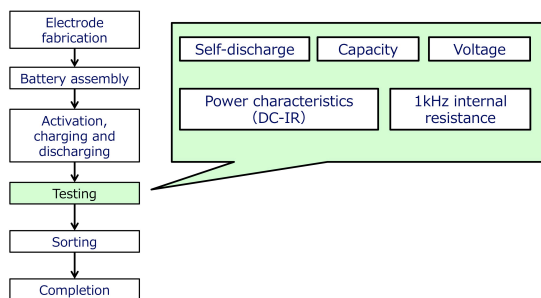 Electrode
fabrication
Battery assembly
Activation,
charging and
discharging
Testing
Sorting
Completion
Self-discharge
Capacity
Voltage
Power characteristics
（DC-IR）
1kHz internal
resistance